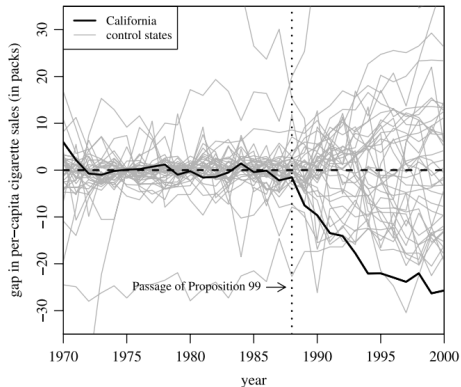 California
control states
30
20
10
0
−10
−20
−30
gap in per−capita cigarette sales (in packs)
Passage of Proposition 99
1970 1975 1980 1985 1990 1995 2000
year